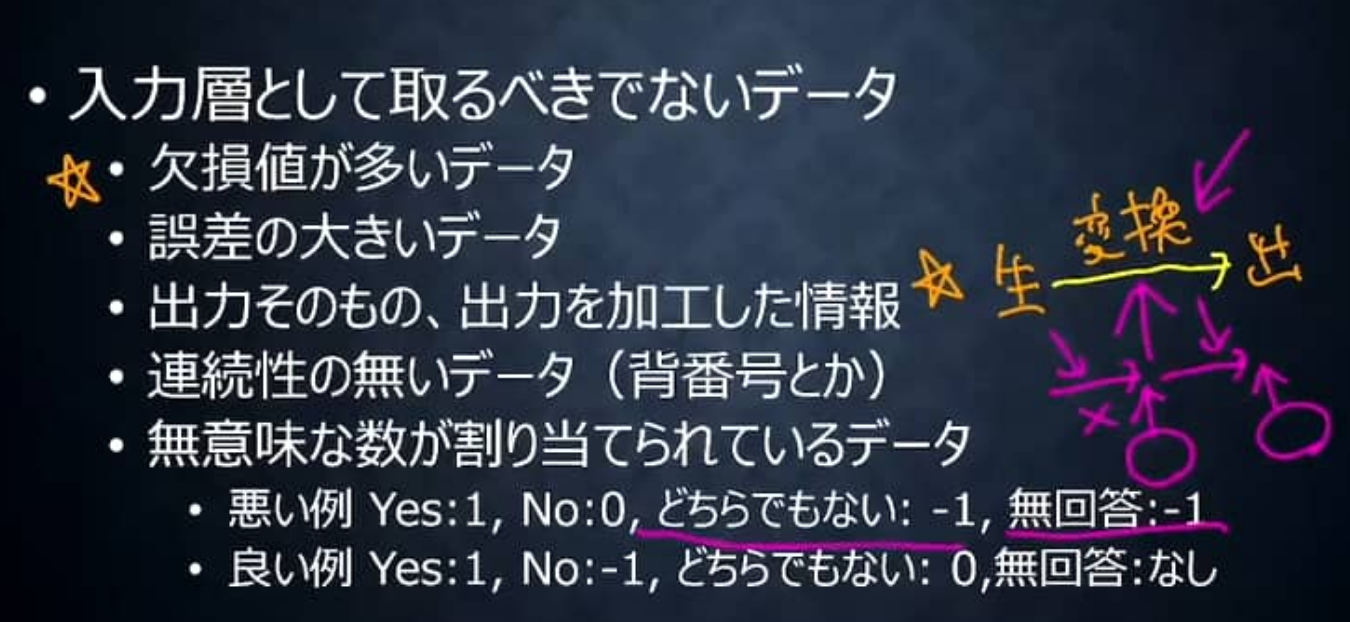 • 入力層として取るべきでないデータ
• 欠損値が多いデータ
• 誤差の大きいデータ
• 出力そのもの、出力を加工した情報
• 連続性の無いデータ（背番号とか）
• 無意味な数が割り当てられているデータ
• 悪い例 Yes:1, No:0, どちらでもない: -1, 無回答:-1
• 良い例 Yes:1, No:-1, どちらでもない: 0,無回答:なし
変換
生 出